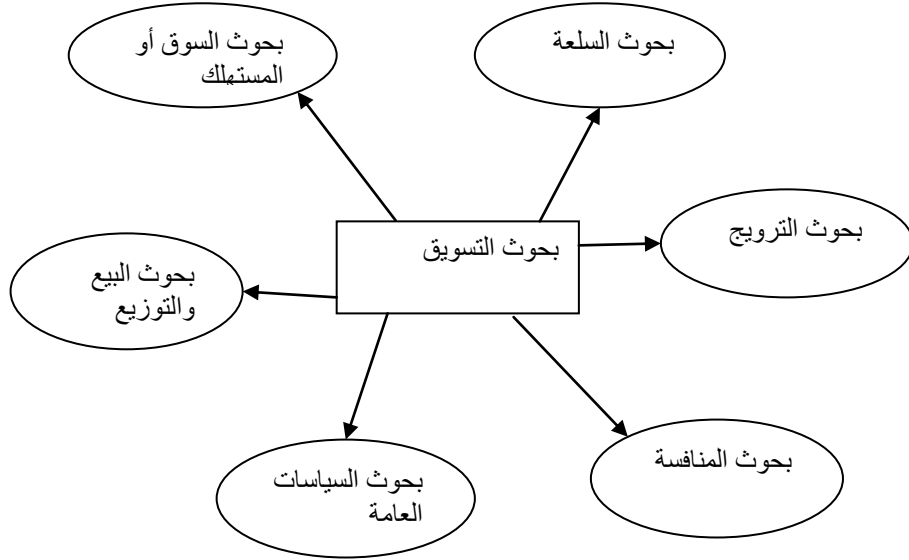 بحوث السلعة
بحوث السوق أو
المستهلك
بحوث الترويج
بحوث التسويق
بحوث البيع
والتوزيع
بحوث المنافسة
بحوث السياسات
العامة